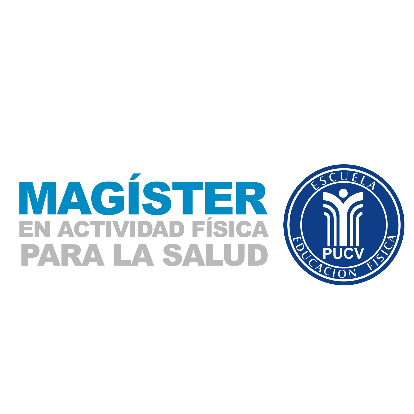 MAGÍSTER
EN ACTIVIDAD FÍSICA
PARA LA SALUD
ESCUELA
PUCV
EDUCACIÓN FÍSICA